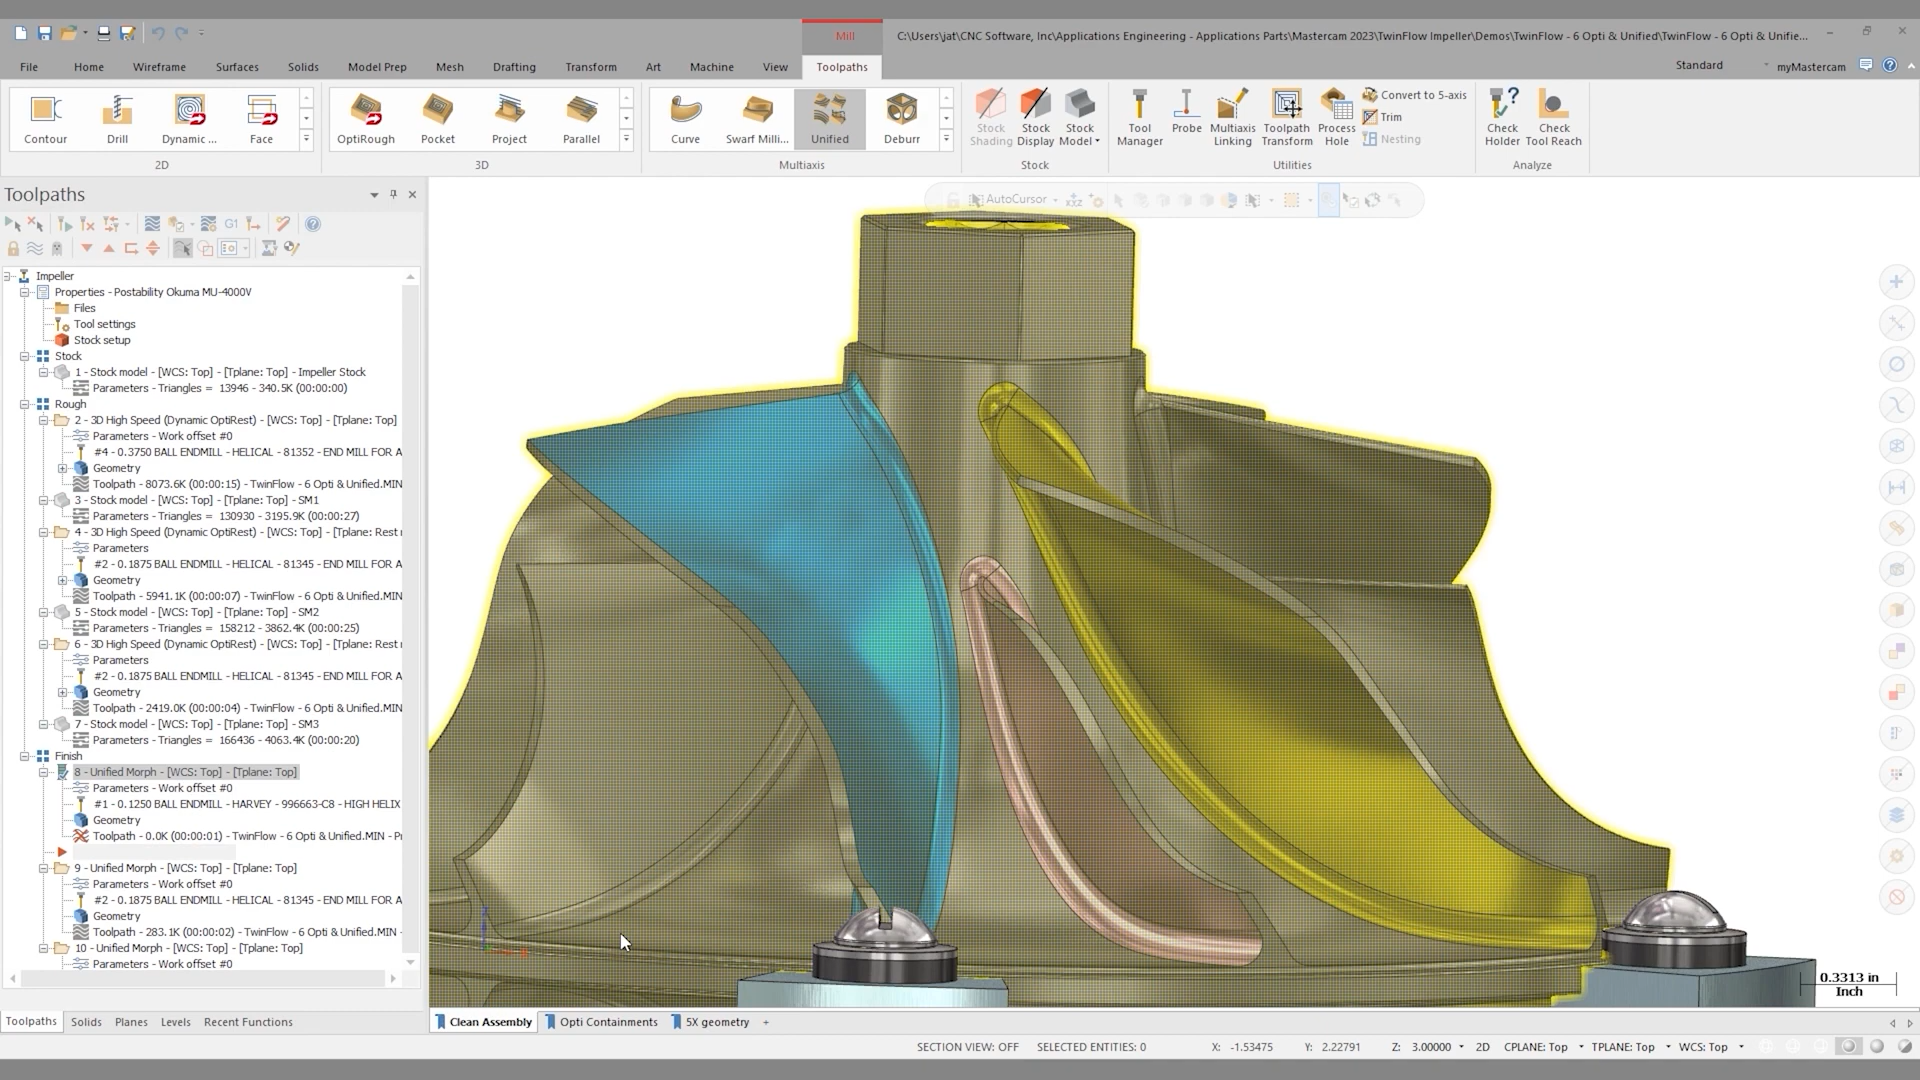 Mill
C:\Users\jat\CNC Software, Inc\Applications Engineering - Applications Parts\Mastercam 2023\TwinFlow Impeller\Demos\TwinFlow - 6 Opti & Unified\TwinFlow - 6 Opti & Unifie...
File Home Wireframe Surfaces Solids Model Prep Mesh Drafting Transform Art Machine View Toolpaths Standard myMastercam
Contour Drill Dynamic ... Face
OptiRough Pocket Project Parallel
Curve Swarf Milli... Unified Deburr
Stock Shading Stock Display Stock Model
Tool Manager Probe Multiaxis Linking Toolpath Transform Process Hole
Convert to 5-axis
Trim
Nesting
Check Holder Check Tool Reach
2D 3D Multiaxis Stock Utilities Analyze
Toolpaths
G1
AutoCursor
Impeller
Properties - Postability Okuma MU-4000V
Files
Tool settings
Stock setup
Stock
1 - Stock model - [WCS: Top] - [Tplane: Top] - Impeller Stock
Parameters - Triangles = 13946 - 340.5K (00:00:00)
Rough
2 - 3D High Speed (Dynamic OptiRest) - [WCS: Top] - [Tplane: Top]
Parameters - Work offset #0
#4 - 0.3750 BALL ENDMILL - HELICAL - 81352 - END MILL FOR A
Geometry
Toolpath - 8073.6K (00:00:15) - TwinFlow - 6 Opti & Unified.MIN
3 - Stock model - [WCS: Top] - [Tplane: Top] - SM1
Parameters - Triangles = 130930 - 3195.9K (00:00:27)
4 - 3D High Speed (Dynamic OptiRest) - [WCS: Top] - [Tplane: Rest r
Parameters
#2 - 0.1875 BALL ENDMILL - HELICAL - 81345 - END MILL FOR A
Geometry
Toolpath - 5941.1K (00:00:07) - TwinFlow - 6 Opti & Unified.MIN
5 - Stock model - [WCS: Top] - [Tplane: Top] - SM2
Parameters - Triangles = 158212 - 3862.4K (00:00:25)
6 - 3D High Speed (Dynamic OptiRest) - [WCS: Top] - [Tplane: Rest r
Parameters
#2 - 0.1875 BALL ENDMILL - HELICAL - 81345 - END MILL FOR A
Geometry
Toolpath - 2419.0K (00:00:04) - TwinFlow - 6 Opti & Unified.MIN
7 - Stock model - [WCS: Top] - [Tplane: Top] - SM3
Parameters - Triangles = 166436 - 4063.4K (00:00:20)
Finish
8 - Unified Morph - [WCS: Top] - [Tplane: Top]
Parameters - Work offset #0
#1 - 0.1250 BALL ENDMILL - HARVEY - 996663-C8 - HIGH HELIX
Geometry
Toolpath - 0.0K (00:00:01) - TwinFlow - 6 Opti & Unified.MIN - P
9 - Unified Morph - [WCS: Top] - [Tplane: Top]
Parameters - Work offset #0
#2 - 0.1875 BALL ENDMILL - HELICAL - 81345 - END MILL FOR A
Geometry
Toolpath - 283.1K (00:00:02) - TwinFlow - 6 Opti & Unified.MIN -
10 - Unified Morph - [WCS: Top] - [Tplane: Top]
Parameters - Work offset #0
0.3313 in
Inch
Toolpaths Solids Planes Levels Recent Functions
Clean Assembly Opti Containments 5X geometry +
SECTION VIEW: OFF SELECTED ENTITIES: 0 X: -1.53475 Y: 2.22791 Z: 3.00000 2D CPLANE: Top TPLANE: Top WCS: Top